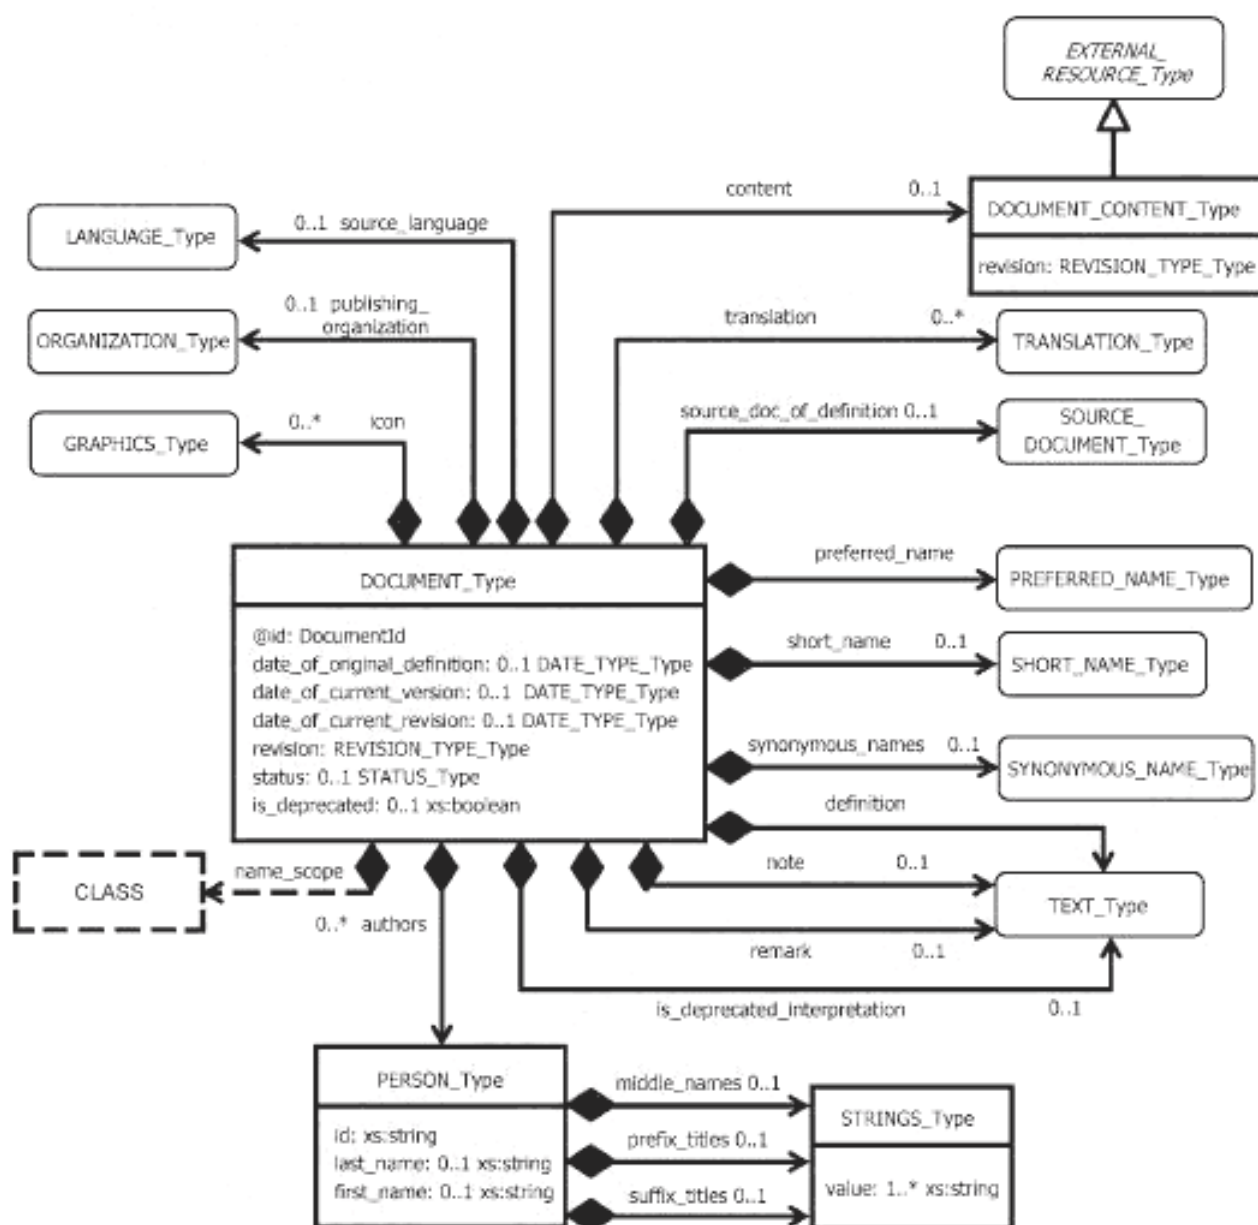 EXTERNAL_
RESOURCE_Type
content 0..1
DOCUMENT_CONTENT_Type
revision: REVISION_TYPE_Type
LANGUAGE_Type
0..1 source_language
ORGANIZATION_Type
0..1 publishing_
organization
translation 0..*
TRANSLATION_Type
GRAPHICS_Type
0..* icon
source_doc_of_definition 0..1
SOURCE_
DOCUMENT_Type
DOCUMENT_Type
@id: DocumentId
date_of_original_definition: 0..1 DATE_TYPE_Type
date_of_current_version: 0..1 DATE_TYPE_Type
date_of_current_revision: 0..1 DATE_TYPE_Type
revision: REVISION_TYPE_Type
status: 0..1 STATUS_Type
is_deprecated: 0..1 xs:boolean
preferred_name
PREFERRED_NAME_Type
short_name 0..1
SHORT_NAME_Type
synonymous_names 0..1
SYNONYMOUS_NAME_Type
definition
note 0..1
TEXT_Type
remark 0..1
is_deprecated_interpretation 0..1
CLASS
name_scope
0..* authors
PERSON_Type
id: xs:string
last_name: 0..1 xs:string
first_name: 0..1 xs:string
middle_names 0..1
prefix_titles 0..1
suffix_titles 0..1
STRINGS_Type
value: 1..* xs:string